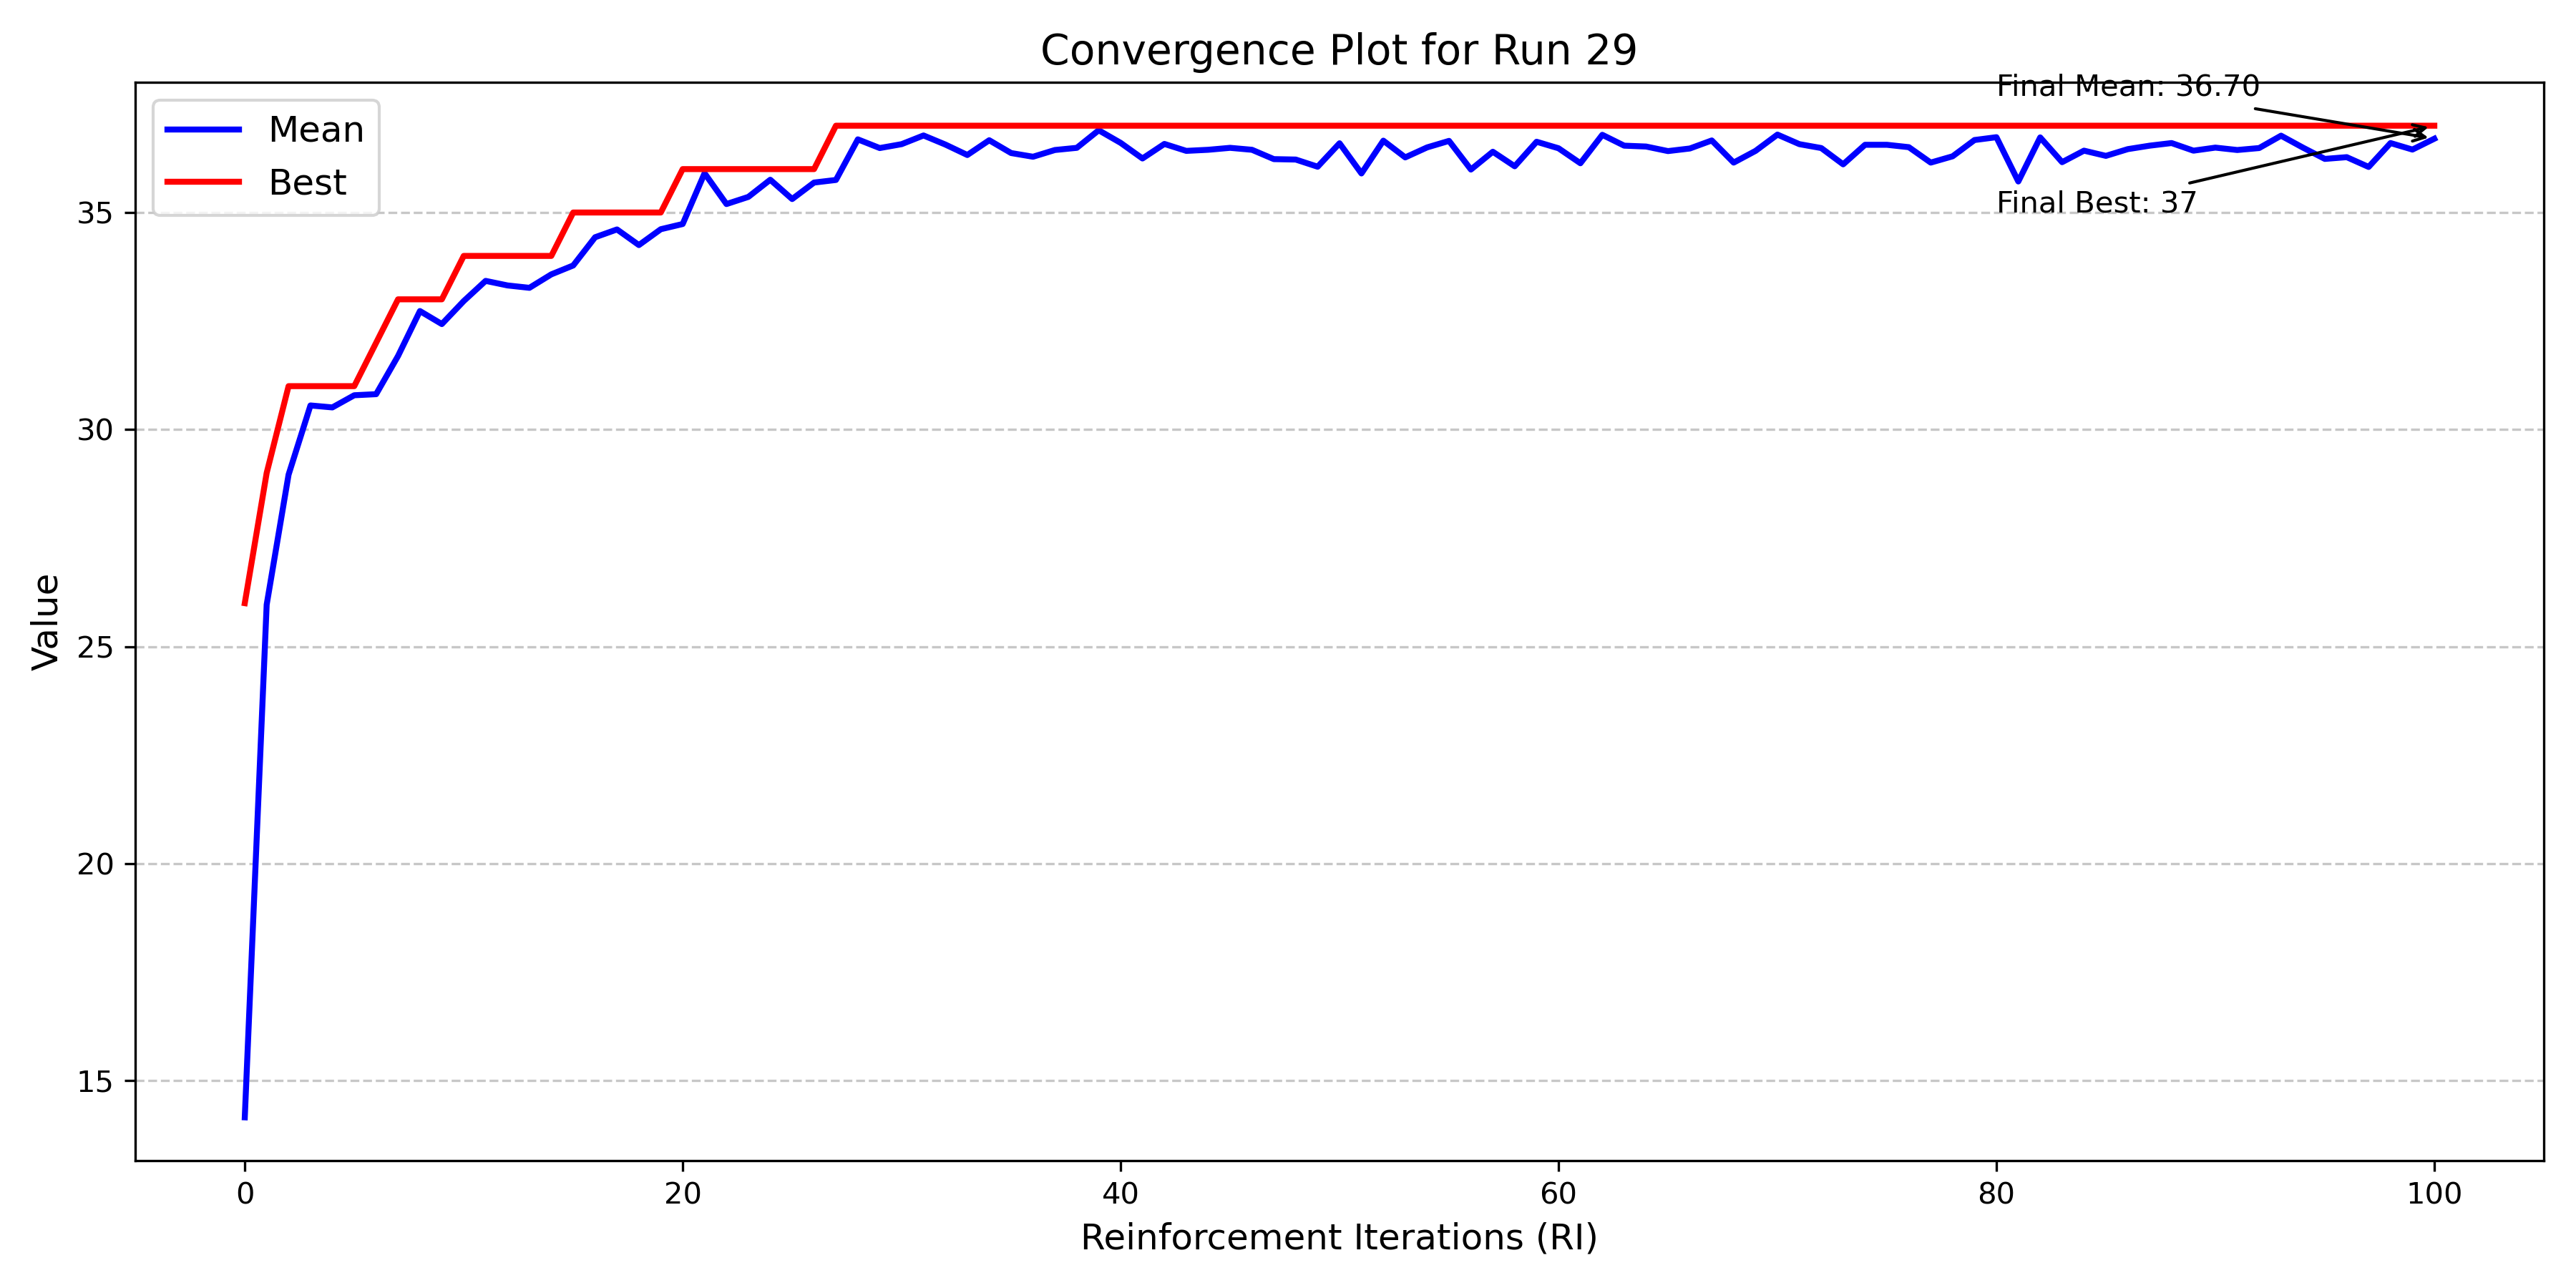 Convergence Plot for Run 29
Final Mean: 36.70
Mean
Best
Final Best: 37
35
30
25
20
15
Value
0
20
40
60
80
100
Reinforcement Iterations (RI)